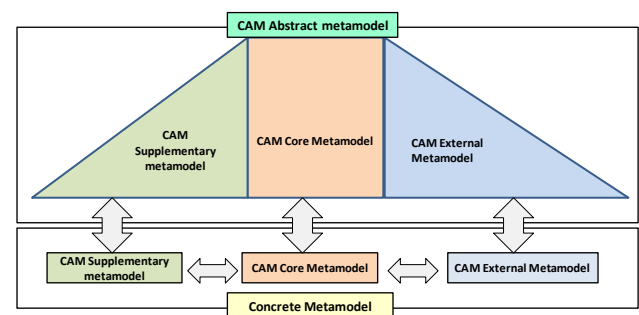 CAM Abstract metamodel
CAM
Supplementary
metamodel
CAM Core Metamodel
CAM External
Metamodel
CAM Supplementary
metamodel
CAM Core Metamodel
CAM External Metamodel
Concrete Metamodel